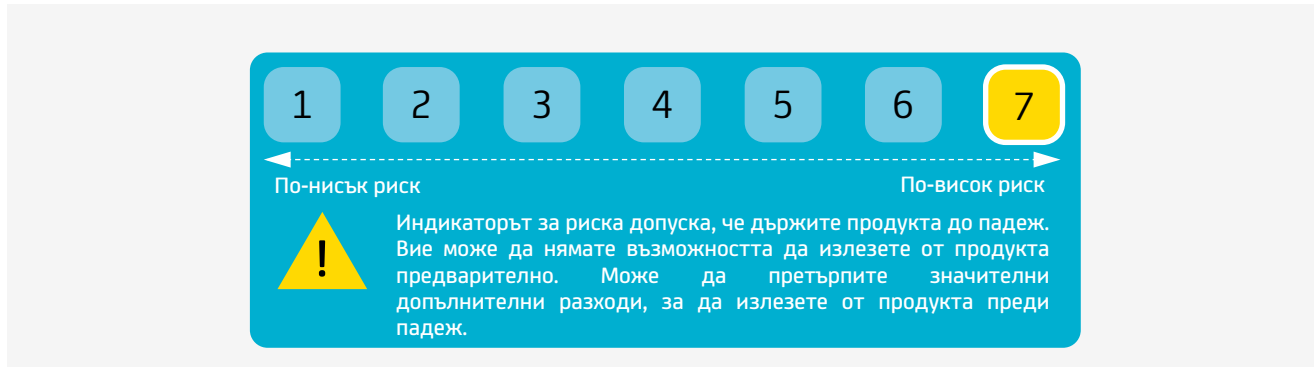 1 2 3 4 5 6 7
По-нисък риск По-висок риск
Индикаторът за риска допуска, че държите продукта до падеж.
Вие може да нямате възможността да излезете от продукта
предварително. Може да претърпите значителни
допълнителни разходи, за да излезете от продукта преди
падеж.
!